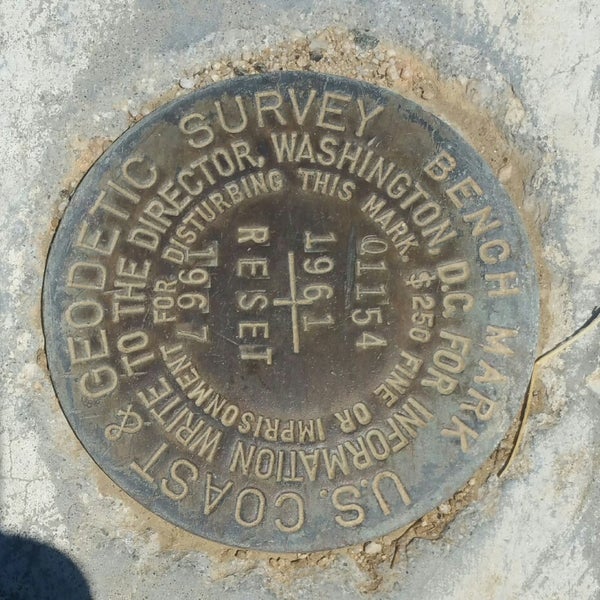 U.S. COAST & GEODETIC SURVEY BENCH MARK
WRITE TO THE DIRECTOR, WASHINGTON, D.C. FOR INFORMATION
$250 FINE OR IMPRISONMENT FOR DISTURBING THIS MARK.
Q1154
1961
RESET
1967